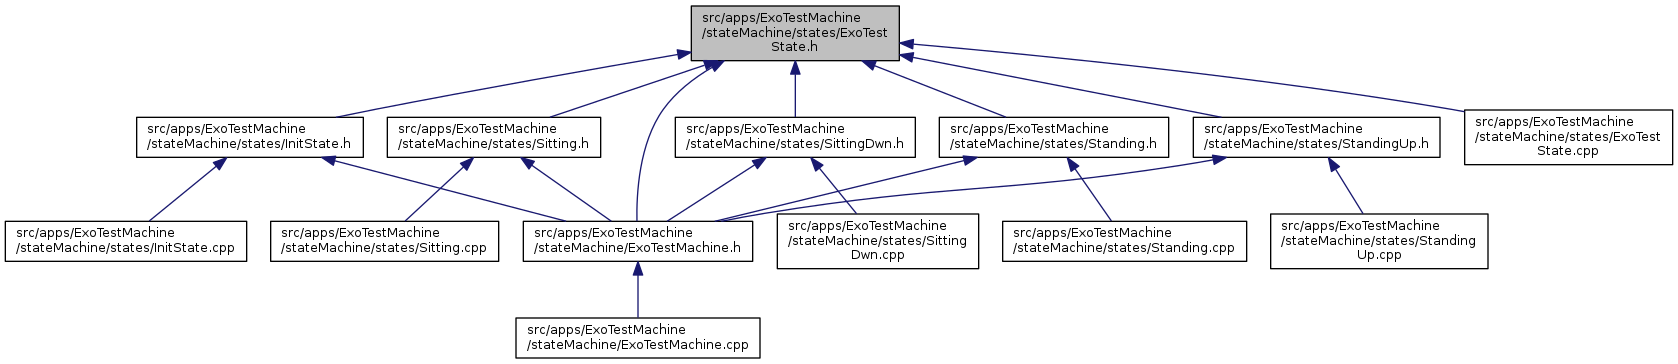 src/apps/ExoTestMachine
/stateMachine/states/ExoTest
State.h
src/apps/ExoTestMachine
/stateMachine/states/InitState.h
src/apps/ExoTestMachine
/stateMachine/states/Sitting.h
src/apps/ExoTestMachine
/stateMachine/states/SittingDwn.h
src/apps/ExoTestMachine
/stateMachine/states/Standing.h
src/apps/ExoTestMachine
/stateMachine/states/StandingUp.h
src/apps/ExoTestMachine
/stateMachine/states/ExoTest
State.cpp
src/apps/ExoTestMachine
/stateMachine/states/InitState.cpp
src/apps/ExoTestMachine
/stateMachine/states/Sitting.cpp
src/apps/ExoTestMachine
/stateMachine/ExoTestMachine.h
src/apps/ExoTestMachine
/stateMachine/states/Sitting
Dwn.cpp
src/apps/ExoTestMachine
/stateMachine/states/Standing.cpp
src/apps/ExoTestMachine
/stateMachine/states/Standing
Up.cpp
src/apps/ExoTestMachine
/stateMachine/ExoTestMachine.cpp